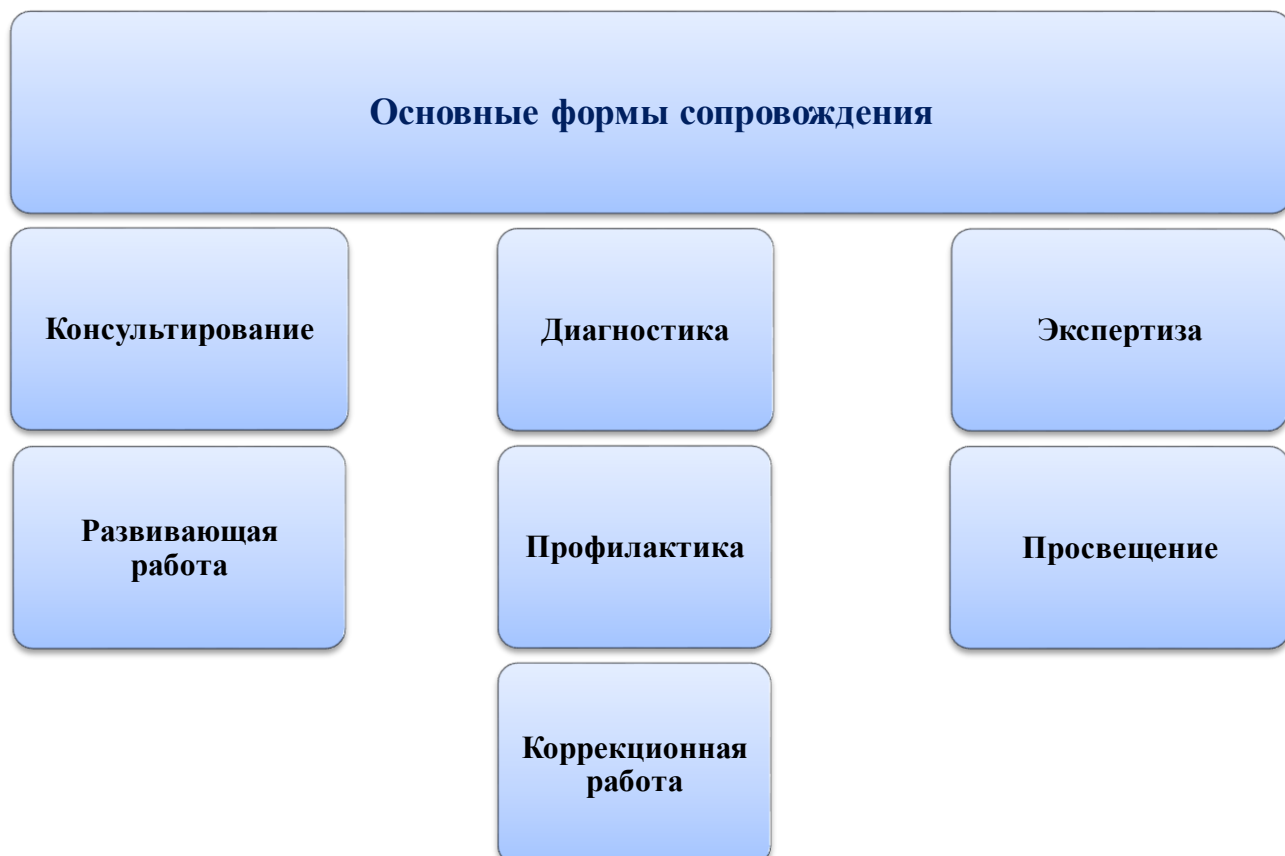 Основные формы сопровождения
Консультирование
Диагностика
Экспертиза
Развивающая
работа
Профилактика
Просвещение
Коррекционная
работа